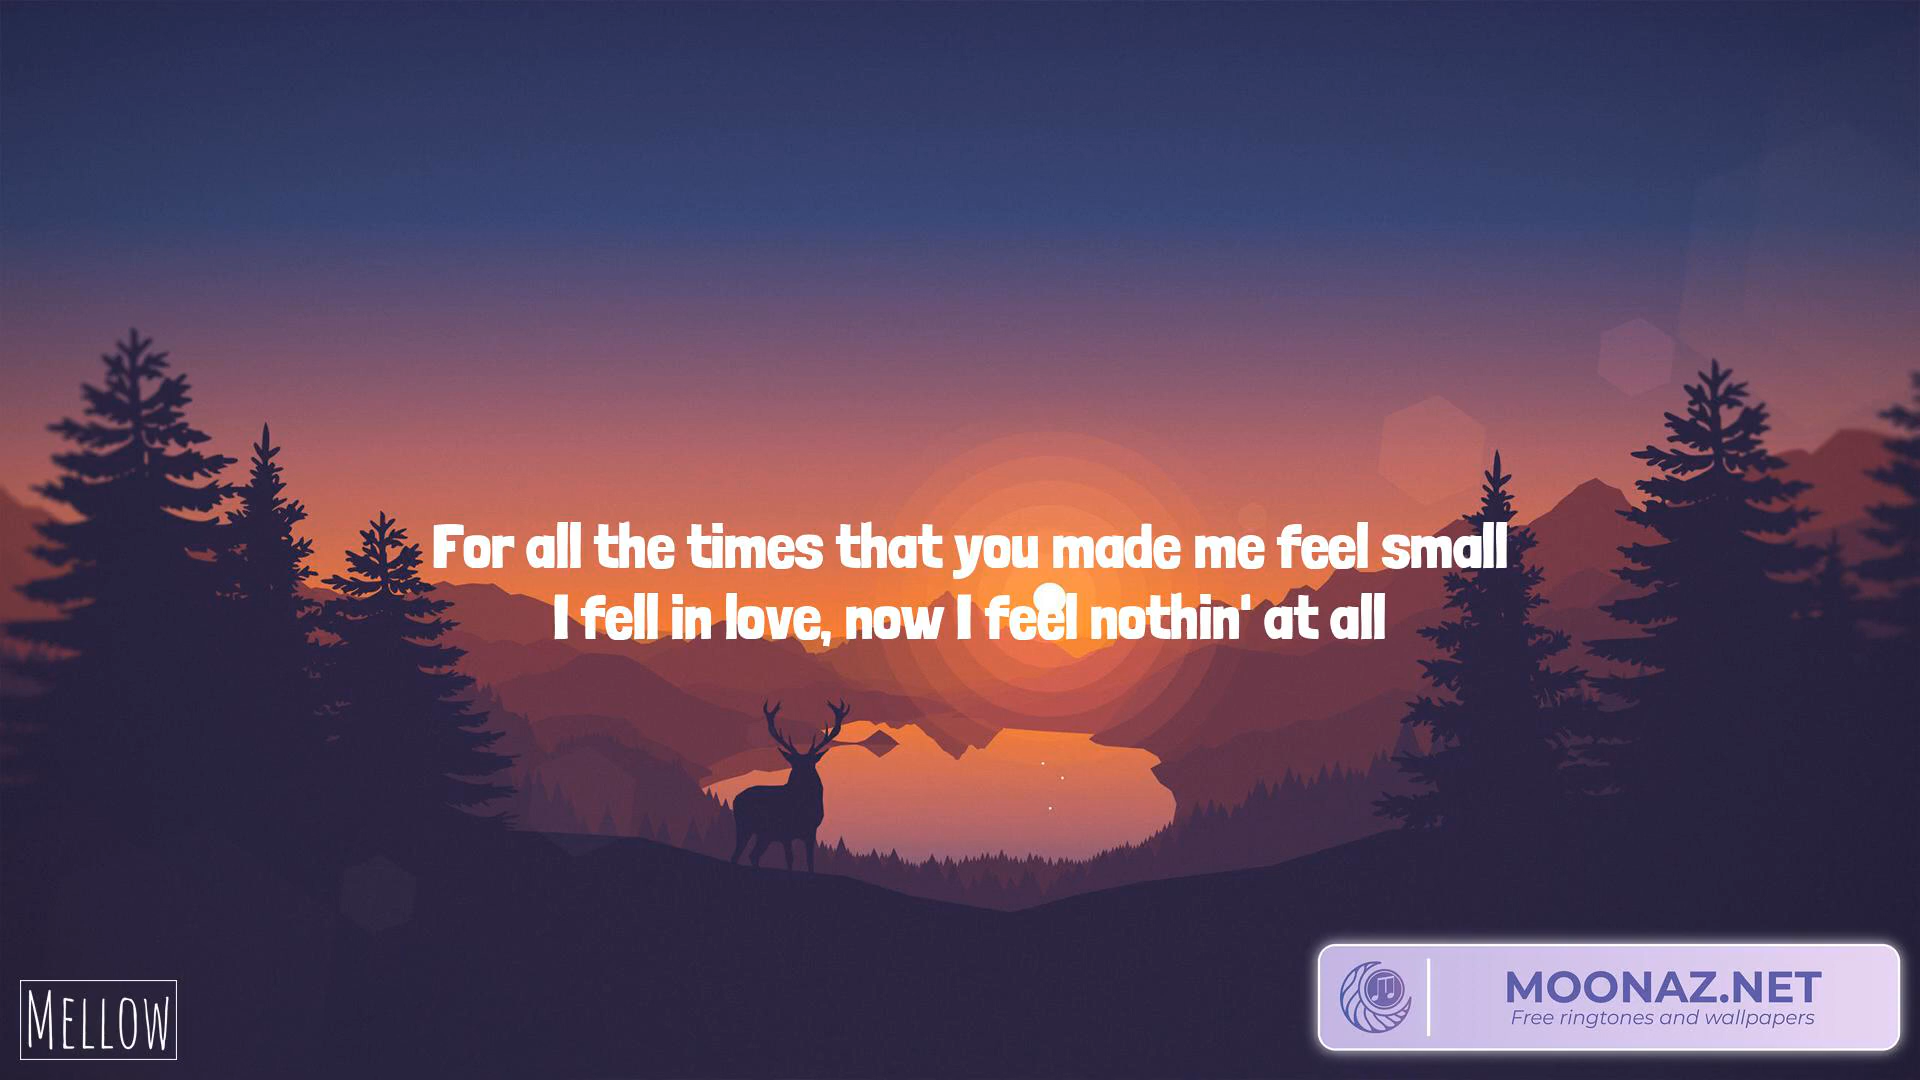 For all the times that you made me feel small
I fell in love, now I feel nothin' at all
MELLOW
MOONAZ.NET
Free ringtones and wallpapers